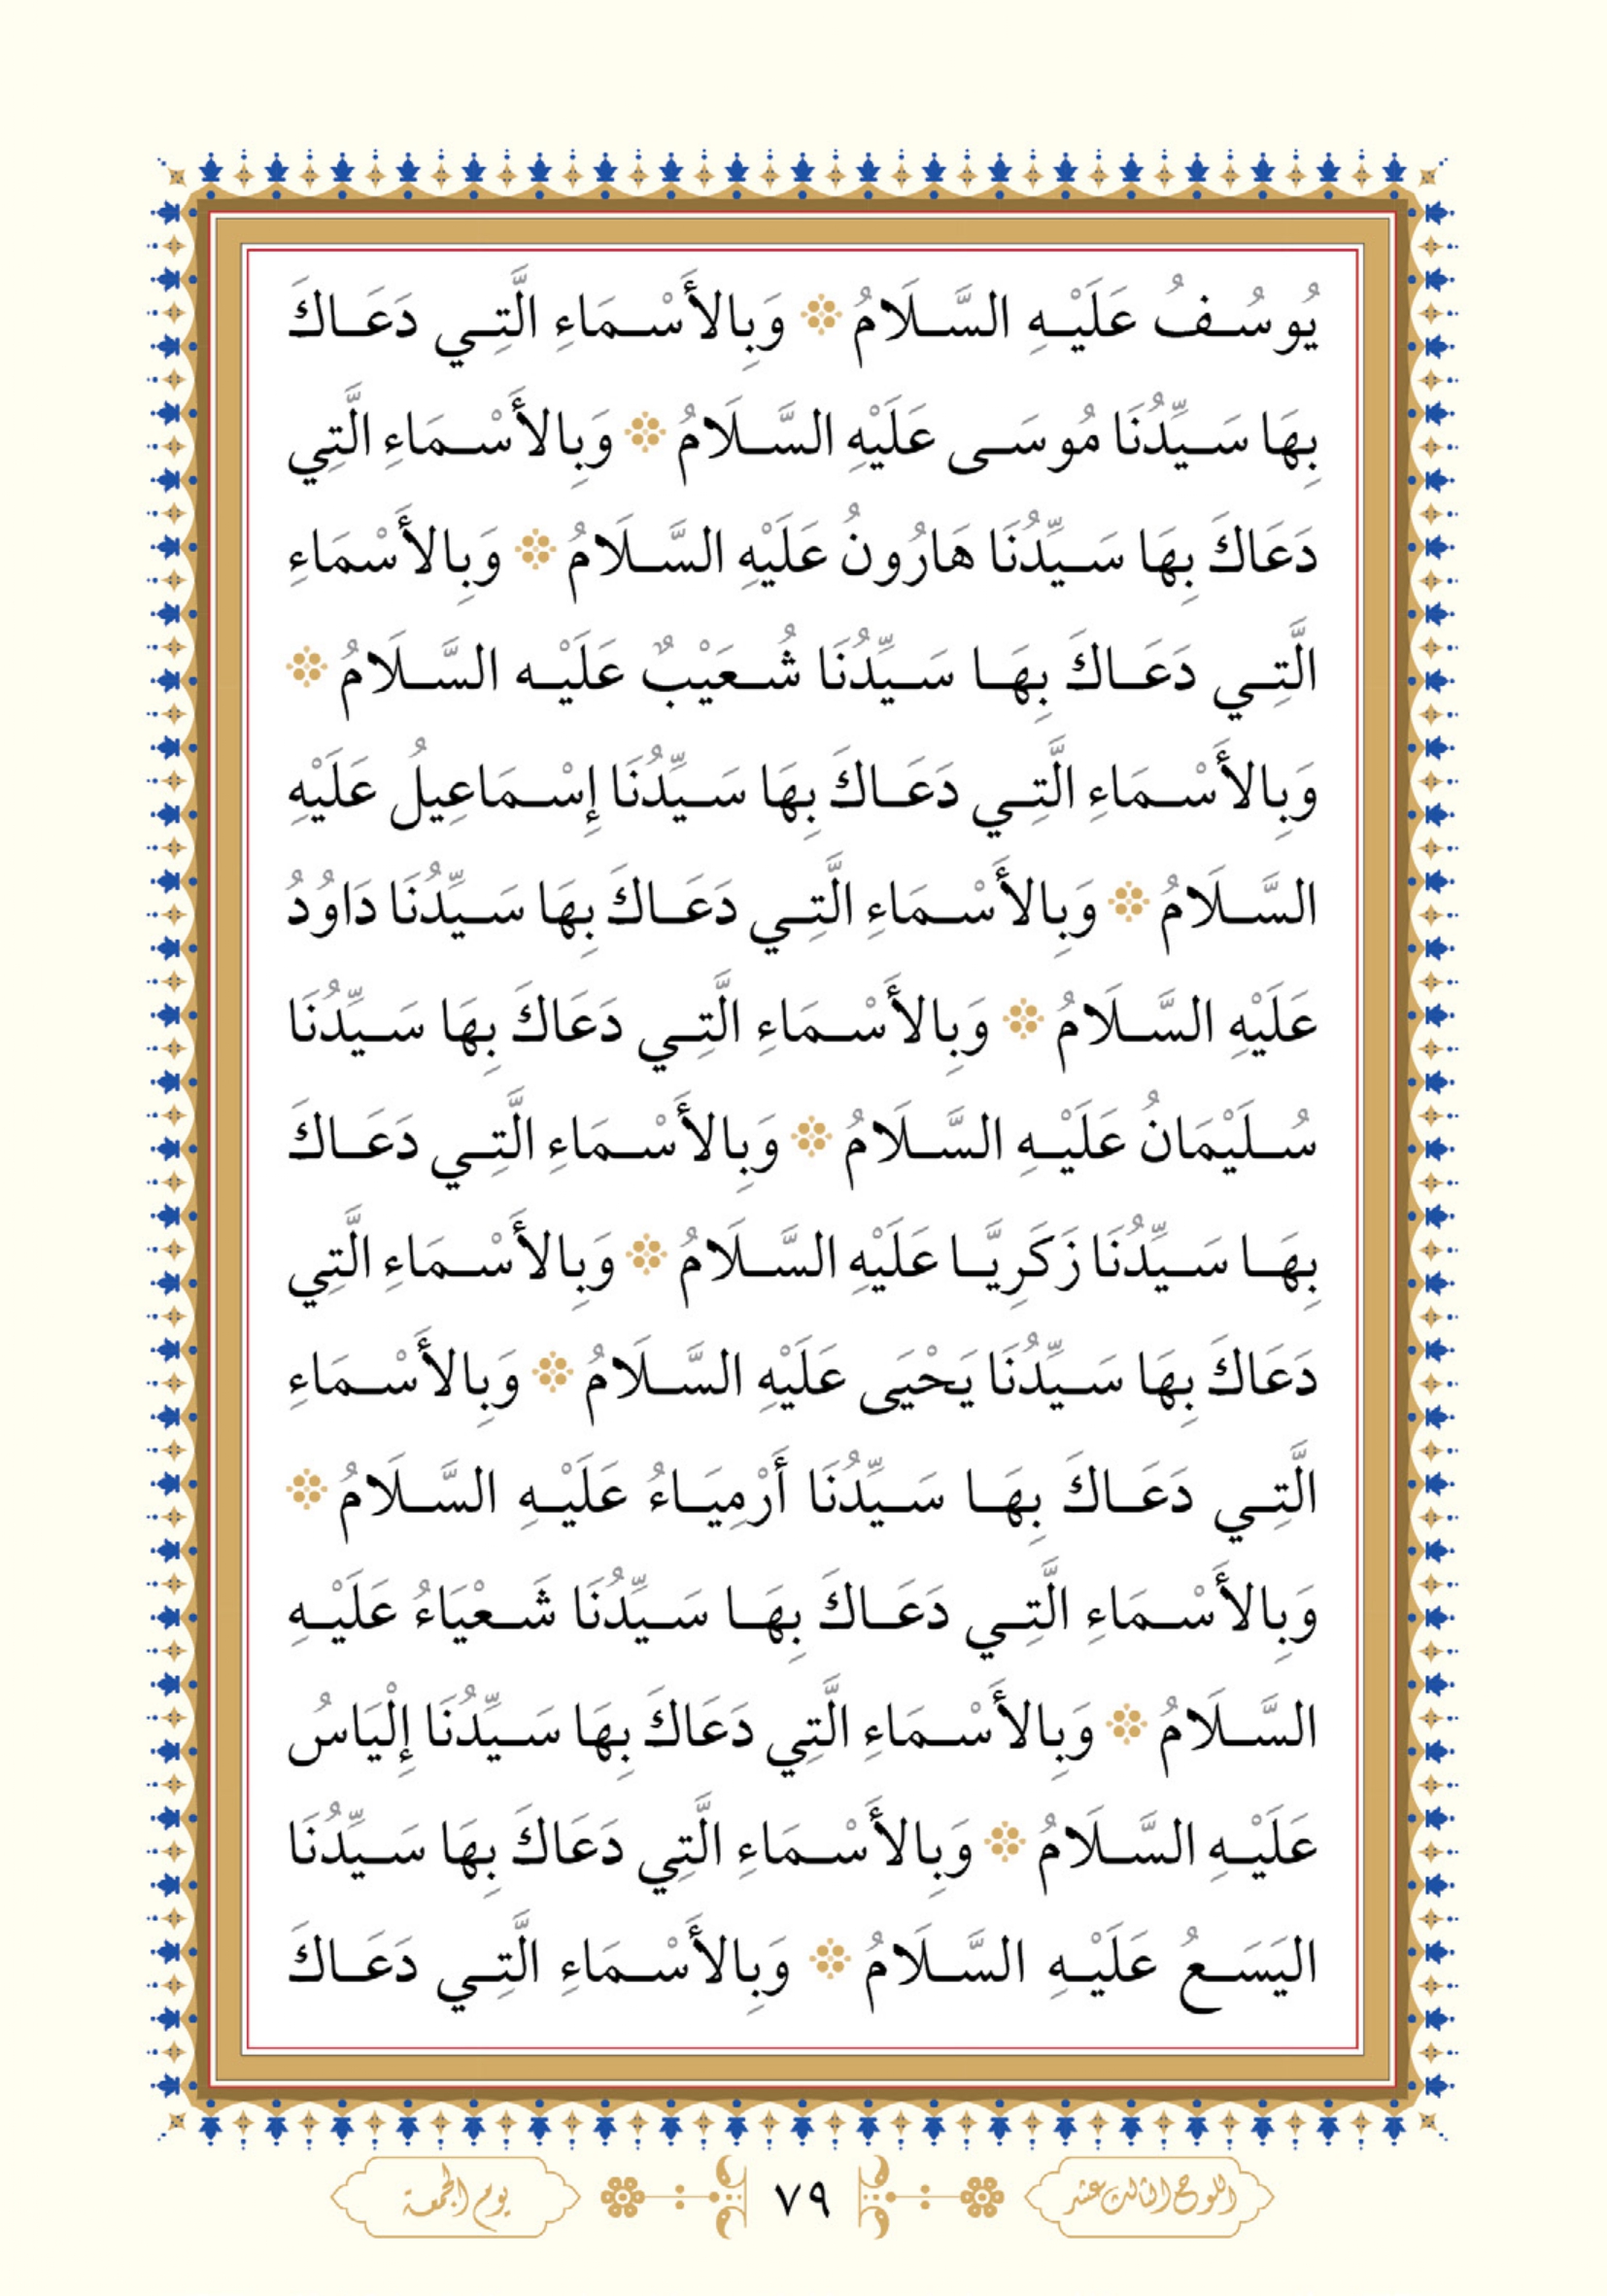 يُوسُفُ عَلَيْهِ السَّلَامُ ۞ وَبِالأَسْمَاءِ الَّتِي دَعَاكَ
بِهَا سَيِّدُنَا مُوسَى عَلَيْهِ السَّلَامُ ۞ وَبِالأَسْمَاءِ الَّتِي
دَعَاكَ بِهَا سَيِّدُنَا هَارُونُ عَلَيْهِ السَّلَامُ ۞ وَبِالأَسْمَاءِ
الَّتِي دَعَاكَ بِهَا سَيِّدُنَا شُعَيْبٌ عَلَيْه السَّلَامُ ۞
وَبِالأَسْمَاءِ الَّتِي دَعَاكَ بِهَا سَيِّدُنَا إِسْمَاعِيلُ عَلَيْهِ
السَّلَامُ ۞ وَبِالأَسْمَاءِ الَّتِي دَعَاكَ بِهَا سَيِّدُنَا دَاوُدُ
عَلَيْهِ السَّلَامُ ۞ وَبِالأَسْمَاءِ الَّتِي دَعَاكَ بِهَا سَيِّدُنَا
سُلَيْمَانُ عَلَيْهِ السَّلَامُ ۞ وَبِالأَسْمَاءِ الَّتِي دَعَاكَ
بِهَا سَيِّدُنَا زَكَرِيَّا عَلَيْهِ السَّلَامُ ۞ وَبِالأَسْمَاءِ الَّتِي
دَعَاكَ بِهَا سَيِّدُنَا يَحْيَى عَلَيْهِ السَّلَامُ ۞ وَبِالأَسْمَاءِ
الَّتِي دَعَاكَ بِهَا سَيِّدُنَا أَرْمِيَاءُ عَلَيْهِ السَّلَامُ ۞
وَبِالأَسْمَاءِ الَّتِي دَعَاكَ بِهَا سَيِّدُنَا شَعْيَاءُ عَلَيْهِ
السَّلَامُ ۞ وَبِالأَسْمَاءِ الَّتِي دَعَاكَ بِهَا سَيِّدُنَا إِلْيَاسُ
عَلَيْهِ السَّلَامُ ۞ وَبِالأَسْمَاءِ الَّتِي دَعَاكَ بِهَا سَيِّدُنَا
اليَسَعُ عَلَيْهِ السَّلَامُ ۞ وَبِالأَسْمَاءِ الَّتِي دَعَاكَ
اللوح الثالث عشر ٧٩ يوم الجمعة